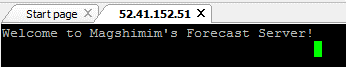 Start page
52.41.152.51
Welcome to Magshimim's Forecast Server!